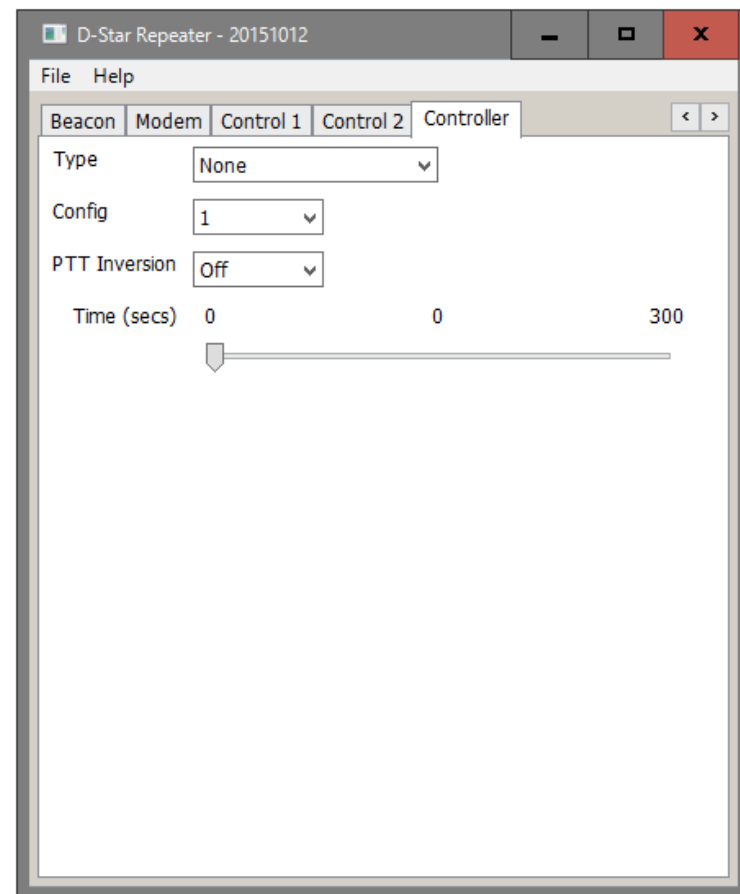 D-Star Repeater - 20151012
File Help
Beacon Modem Control 1 Control 2 Controller
Type None
Config 1
PTT Inversion Off
Time (secs) 0 0 300